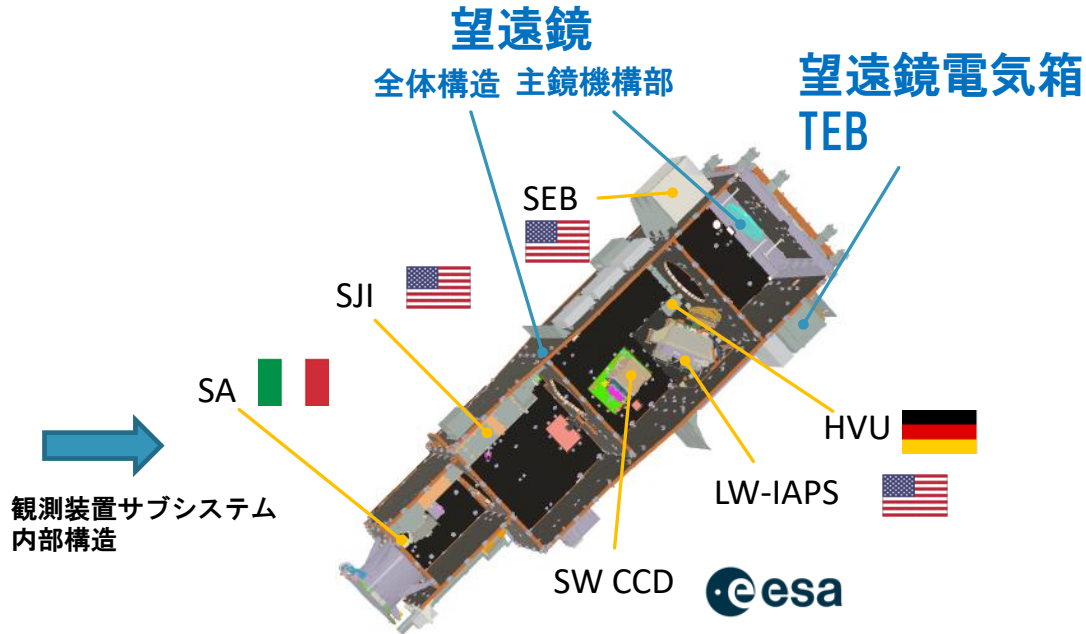 望遠鏡
全体構造 主鏡機構部
望遠鏡電気箱
TEB
SEB
SJI
SA
HVU
LW-IAPS
観測装置サブシステム
内部構造
SW CCD
esa